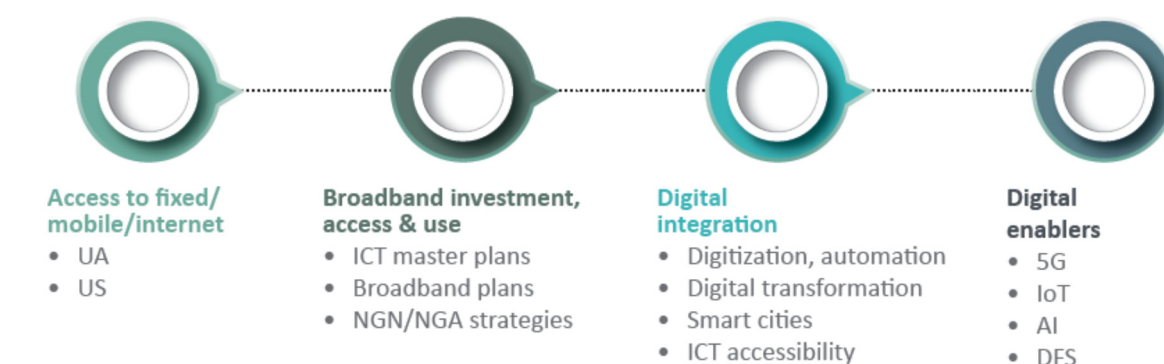 Access to fixed/
mobile/internet
• UA
• US
Broadband investment,
access & use
• ICT master plans
• Broadband plans
• NGN/NGA strategies
Digital
integration
• Digitization, automation
• Digital transformation
• Smart cities
• ICT accessibility
Digital
enablers
• 5G
• IoT
• AI
• DFS